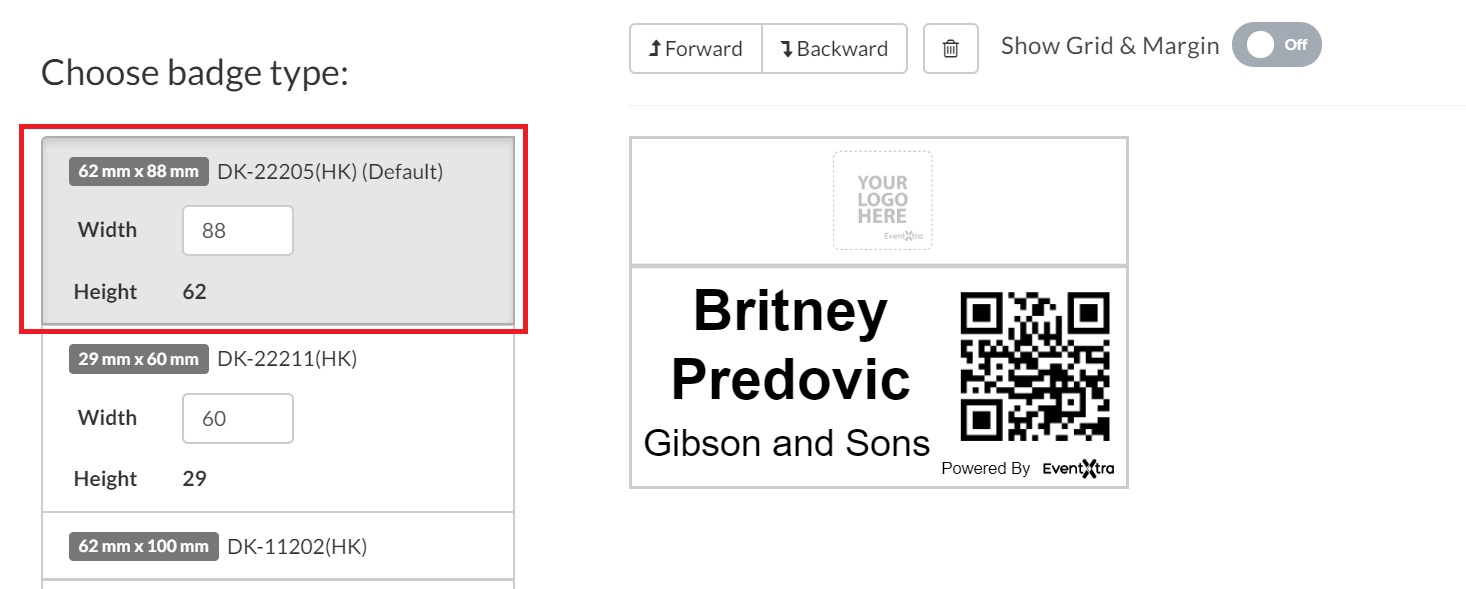 Choose badge type:
62 mm x 88 mm DK-22205(HK) (Default)
Width 88
Height 62
29 mm x 60 mm DK-22211(HK)
Width 60
Height 29
62 mm x 100 mm DK-11202(HK)
Forward Backward Show Grid & Margin Off
YOUR
LOGO
HERE
EventXtra
Britney
Predovic
Gibson and Sons
Powered By EventXtra